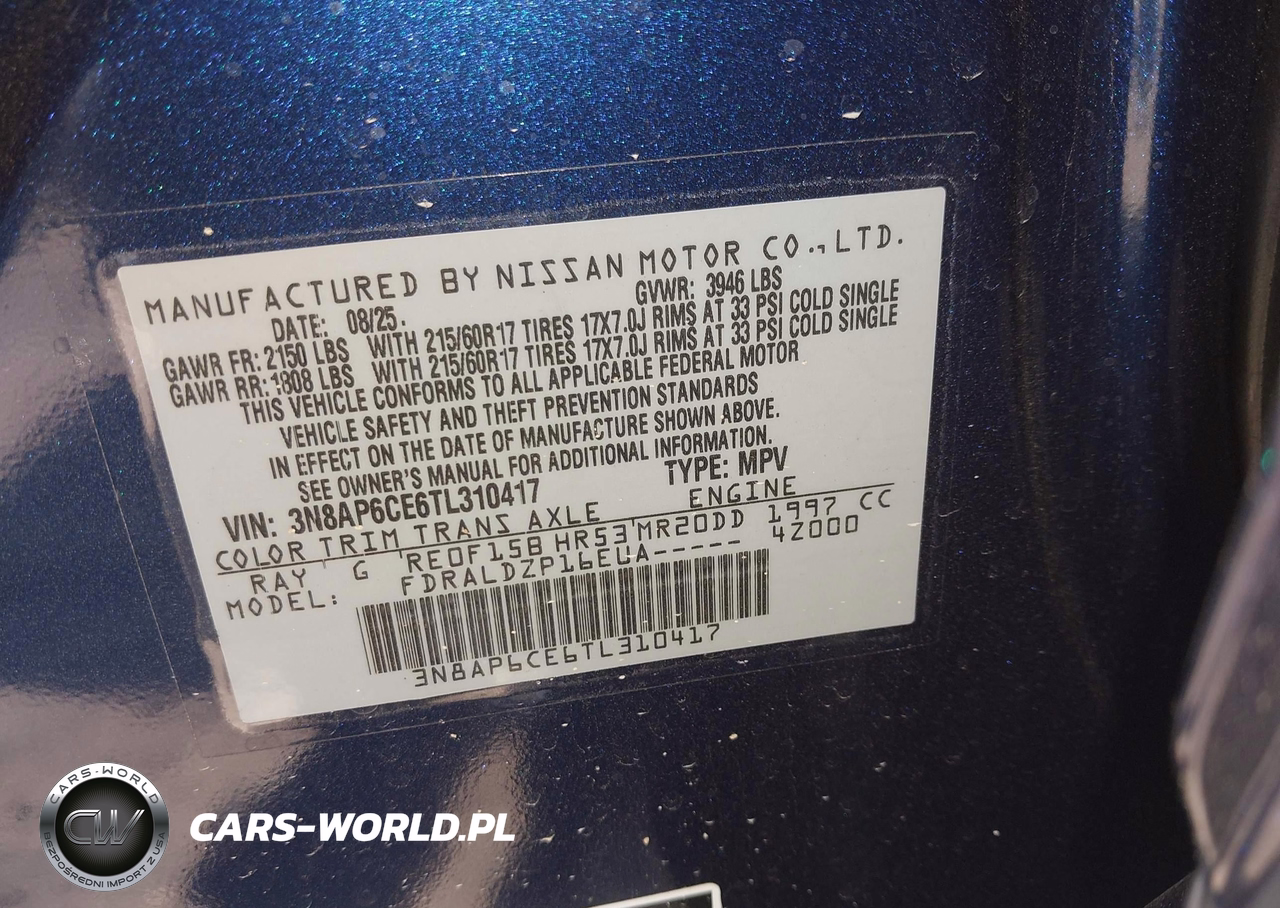 MANUFACTURED BY NISSAN MOTOR CO.,LTD.
DATE: 08/25. GVWR: 3946 LBS
GAWR FR: 2150 LBS WITH 215/60R17 TIRES 17X7.0J RIMS AT 33 PSI COLD SINGLE
GAWR RR: 1808 LBS WITH 215/60R17 TIRES 17X7.0J RIMS AT 33 PSI COLD SINGLE
THIS VEHICLE CONFORMS TO ALL APPLICABLE FEDERAL MOTOR
VEHICLE SAFETY AND THEFT PREVENTION STANDARDS
IN EFFECT ON THE DATE OF MANUFACTURE SHOWN ABOVE.
SEE OWNER'S MANUAL FOR ADDITIONAL INFORMATION.
VIN: 3N8AP6CE6TL310417 TYPE: MPV
COLOR TRIM TRANS AXLE ENGINE
RAY G RE0F15B HR53 MR20DD 1997 CC
MODEL: FDRALDZP16EUA----- 4Z000
3N8AP6CE6TL310417
CARS-WORLD
CW
BEZPOŚREDNI IMPORT Z USA
CARS-WORLD.PL